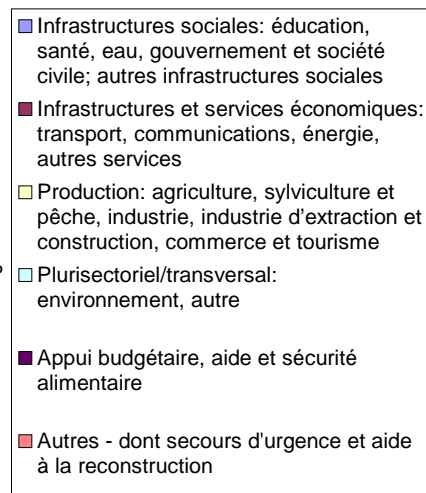 Infrastructures sociales: éducation,
santé, eau, gouvernement et société
civile; autres infrastructures sociales
Infrastructures et services économiques:
transport, communications, énergie,
autres services
Production: agriculture, sylviculture et
pêche, industrie, industrie d'extraction et
construction, commerce et tourisme
Plurisectoriel/transversal:
environnement, autre
Appui budgétaire, aide et sécurité
alimentaire
Autres - dont secours d'urgence et aide
à la reconstruction